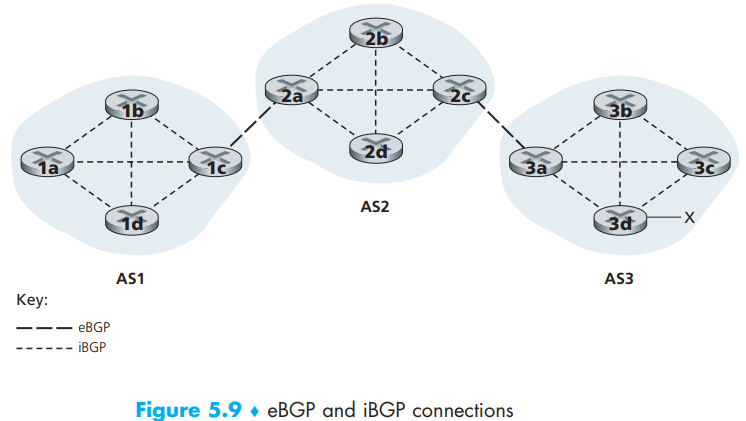 2b
2a
2c
2d
AS2
1b
1a
1c
1d
AS1
3b
3a
3c
3d
X
AS3
Key:
eBGP
iBGP
Figure 5.9 ♦ eBGP and iBGP connections